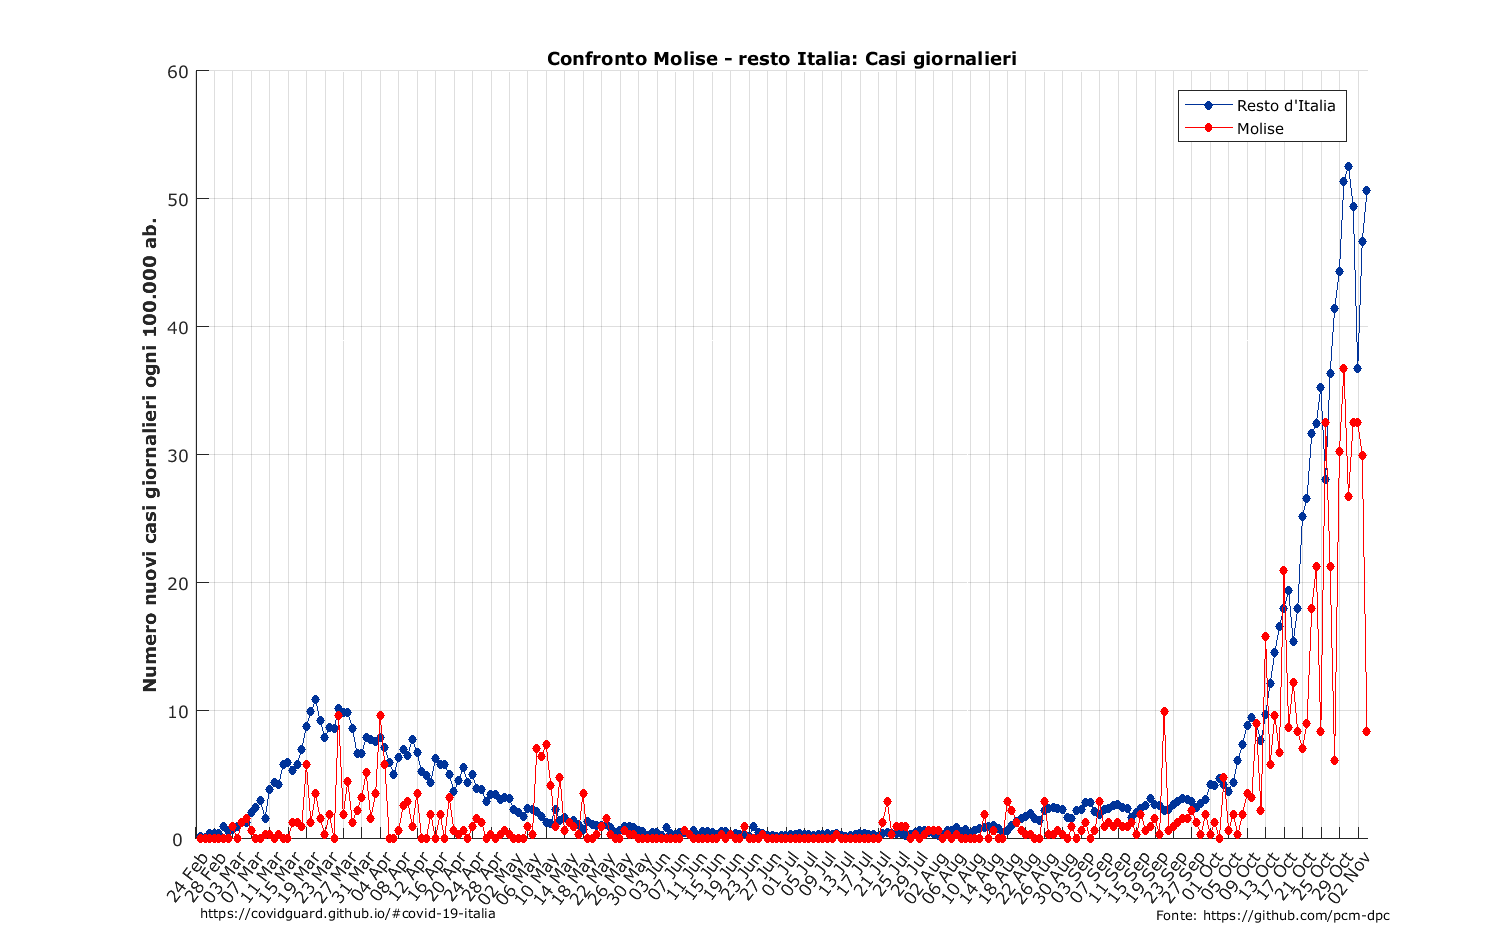 Confronto Molise - resto Italia: Casi giornalieri
Resto d'Italia
Molise
Numero nuovi casi giornalieri ogni 100.000 ab.
60
50
40
30
20
10
0
24 Feb
28 Feb
03 Mar
07 Mar
11 Mar
15 Mar
19 Mar
23 Mar
27 Mar
31 Mar
04 Apr
08 Apr
12 Apr
16 Apr
20 Apr
24 Apr
28 Apr
02 May
06 May
10 May
14 May
18 May
22 May
26 May
30 May
03 Jun
07 Jun
11 Jun
15 Jun
19 Jun
23 Jun
27 Jun
01 Jul
05 Jul
09 Jul
13 Jul
17 Jul
21 Jul
25 Jul
29 Jul
02 Aug
06 Aug
10 Aug
14 Aug
18 Aug
22 Aug
26 Aug
30 Aug
03 Sep
07 Sep
11 Sep
15 Sep
19 Sep
23 Sep
27 Sep
01 Oct
05 Oct
09 Oct
13 Oct
17 Oct
21 Oct
25 Oct
29 Oct
02 Nov
https://covidguard.github.io/#covid-19-italia
Fonte: https://github.com/pcm-dpc